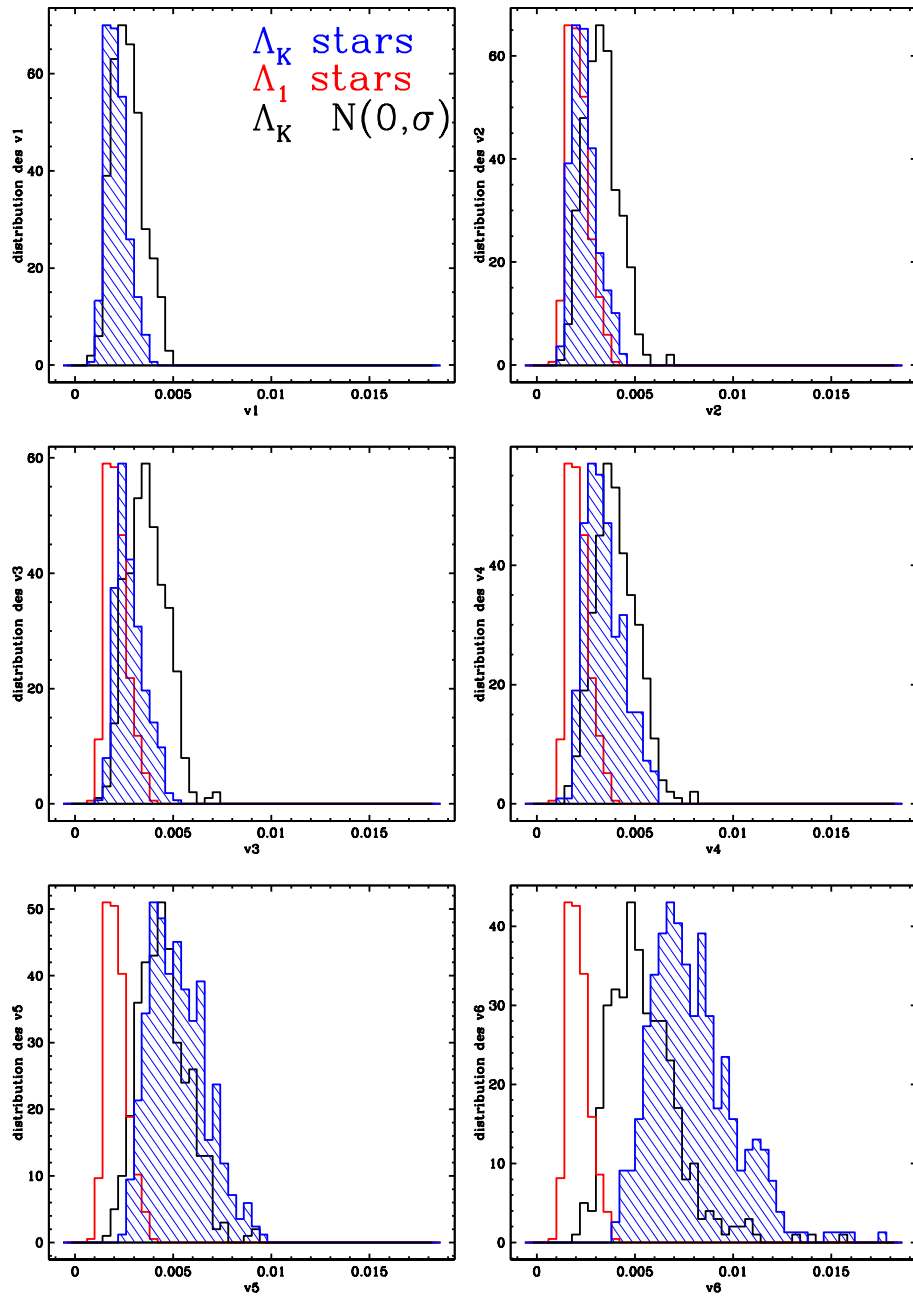 Λ_K stars
Λ_1 stars
Λ_K N(0,σ)
distribution des v1
60
40
20
0
0 0.005 0.01 0.015
v1
distribution des v2
60
40
20
0
0 0.005 0.01 0.015
v2
distribution des v3
60
40
20
0
0 0.005 0.01 0.015
v3
distribution des v4
40
20
0
0 0.005 0.01 0.015
v4
distribution des v5
50
40
30
20
10
0
0 0.005 0.01 0.015
v5
distribution des v6
40
30
20
10
0
0 0.005 0.01 0.015
v6